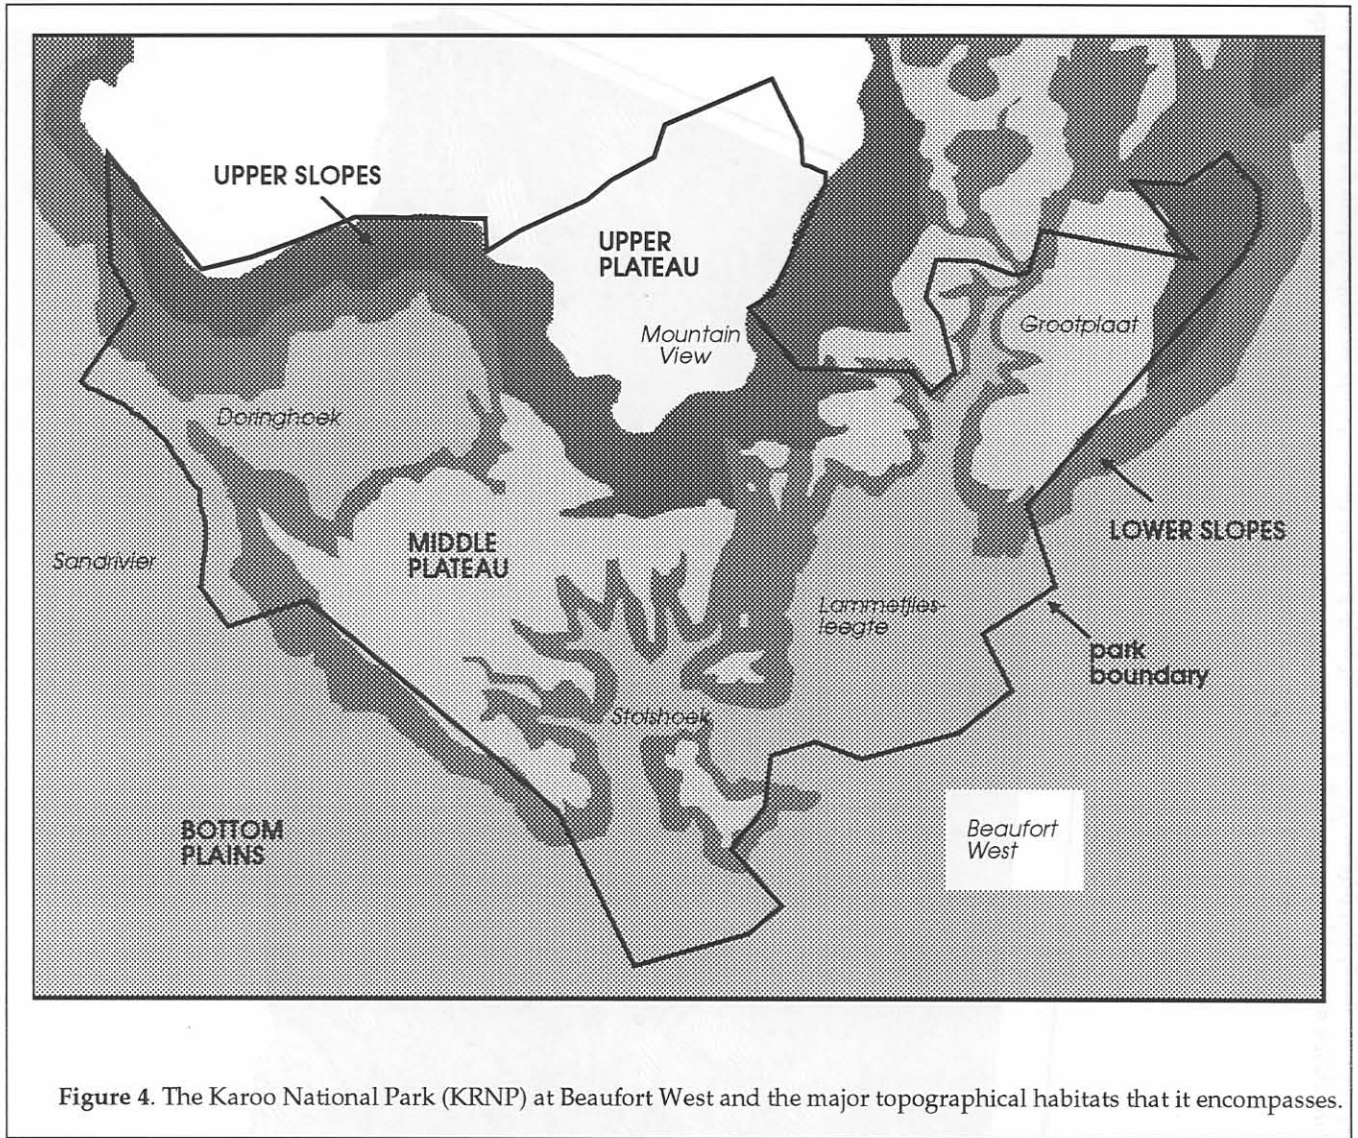 UPPER SLOPES
UPPER
PLATEAU
Mountain
View
Grootplaat
Doringhoek
MIDDLE
PLATEAU
LOWER SLOPES
Sandrivier
Lammetjies-
leegte
park
boundary
Stolshoek
BOTTOM
PLAINS
Beaufort
West
Figure 4. The Karoo National Park (KRNP) at Beaufort West and the major topographical habitats that it encompasses.